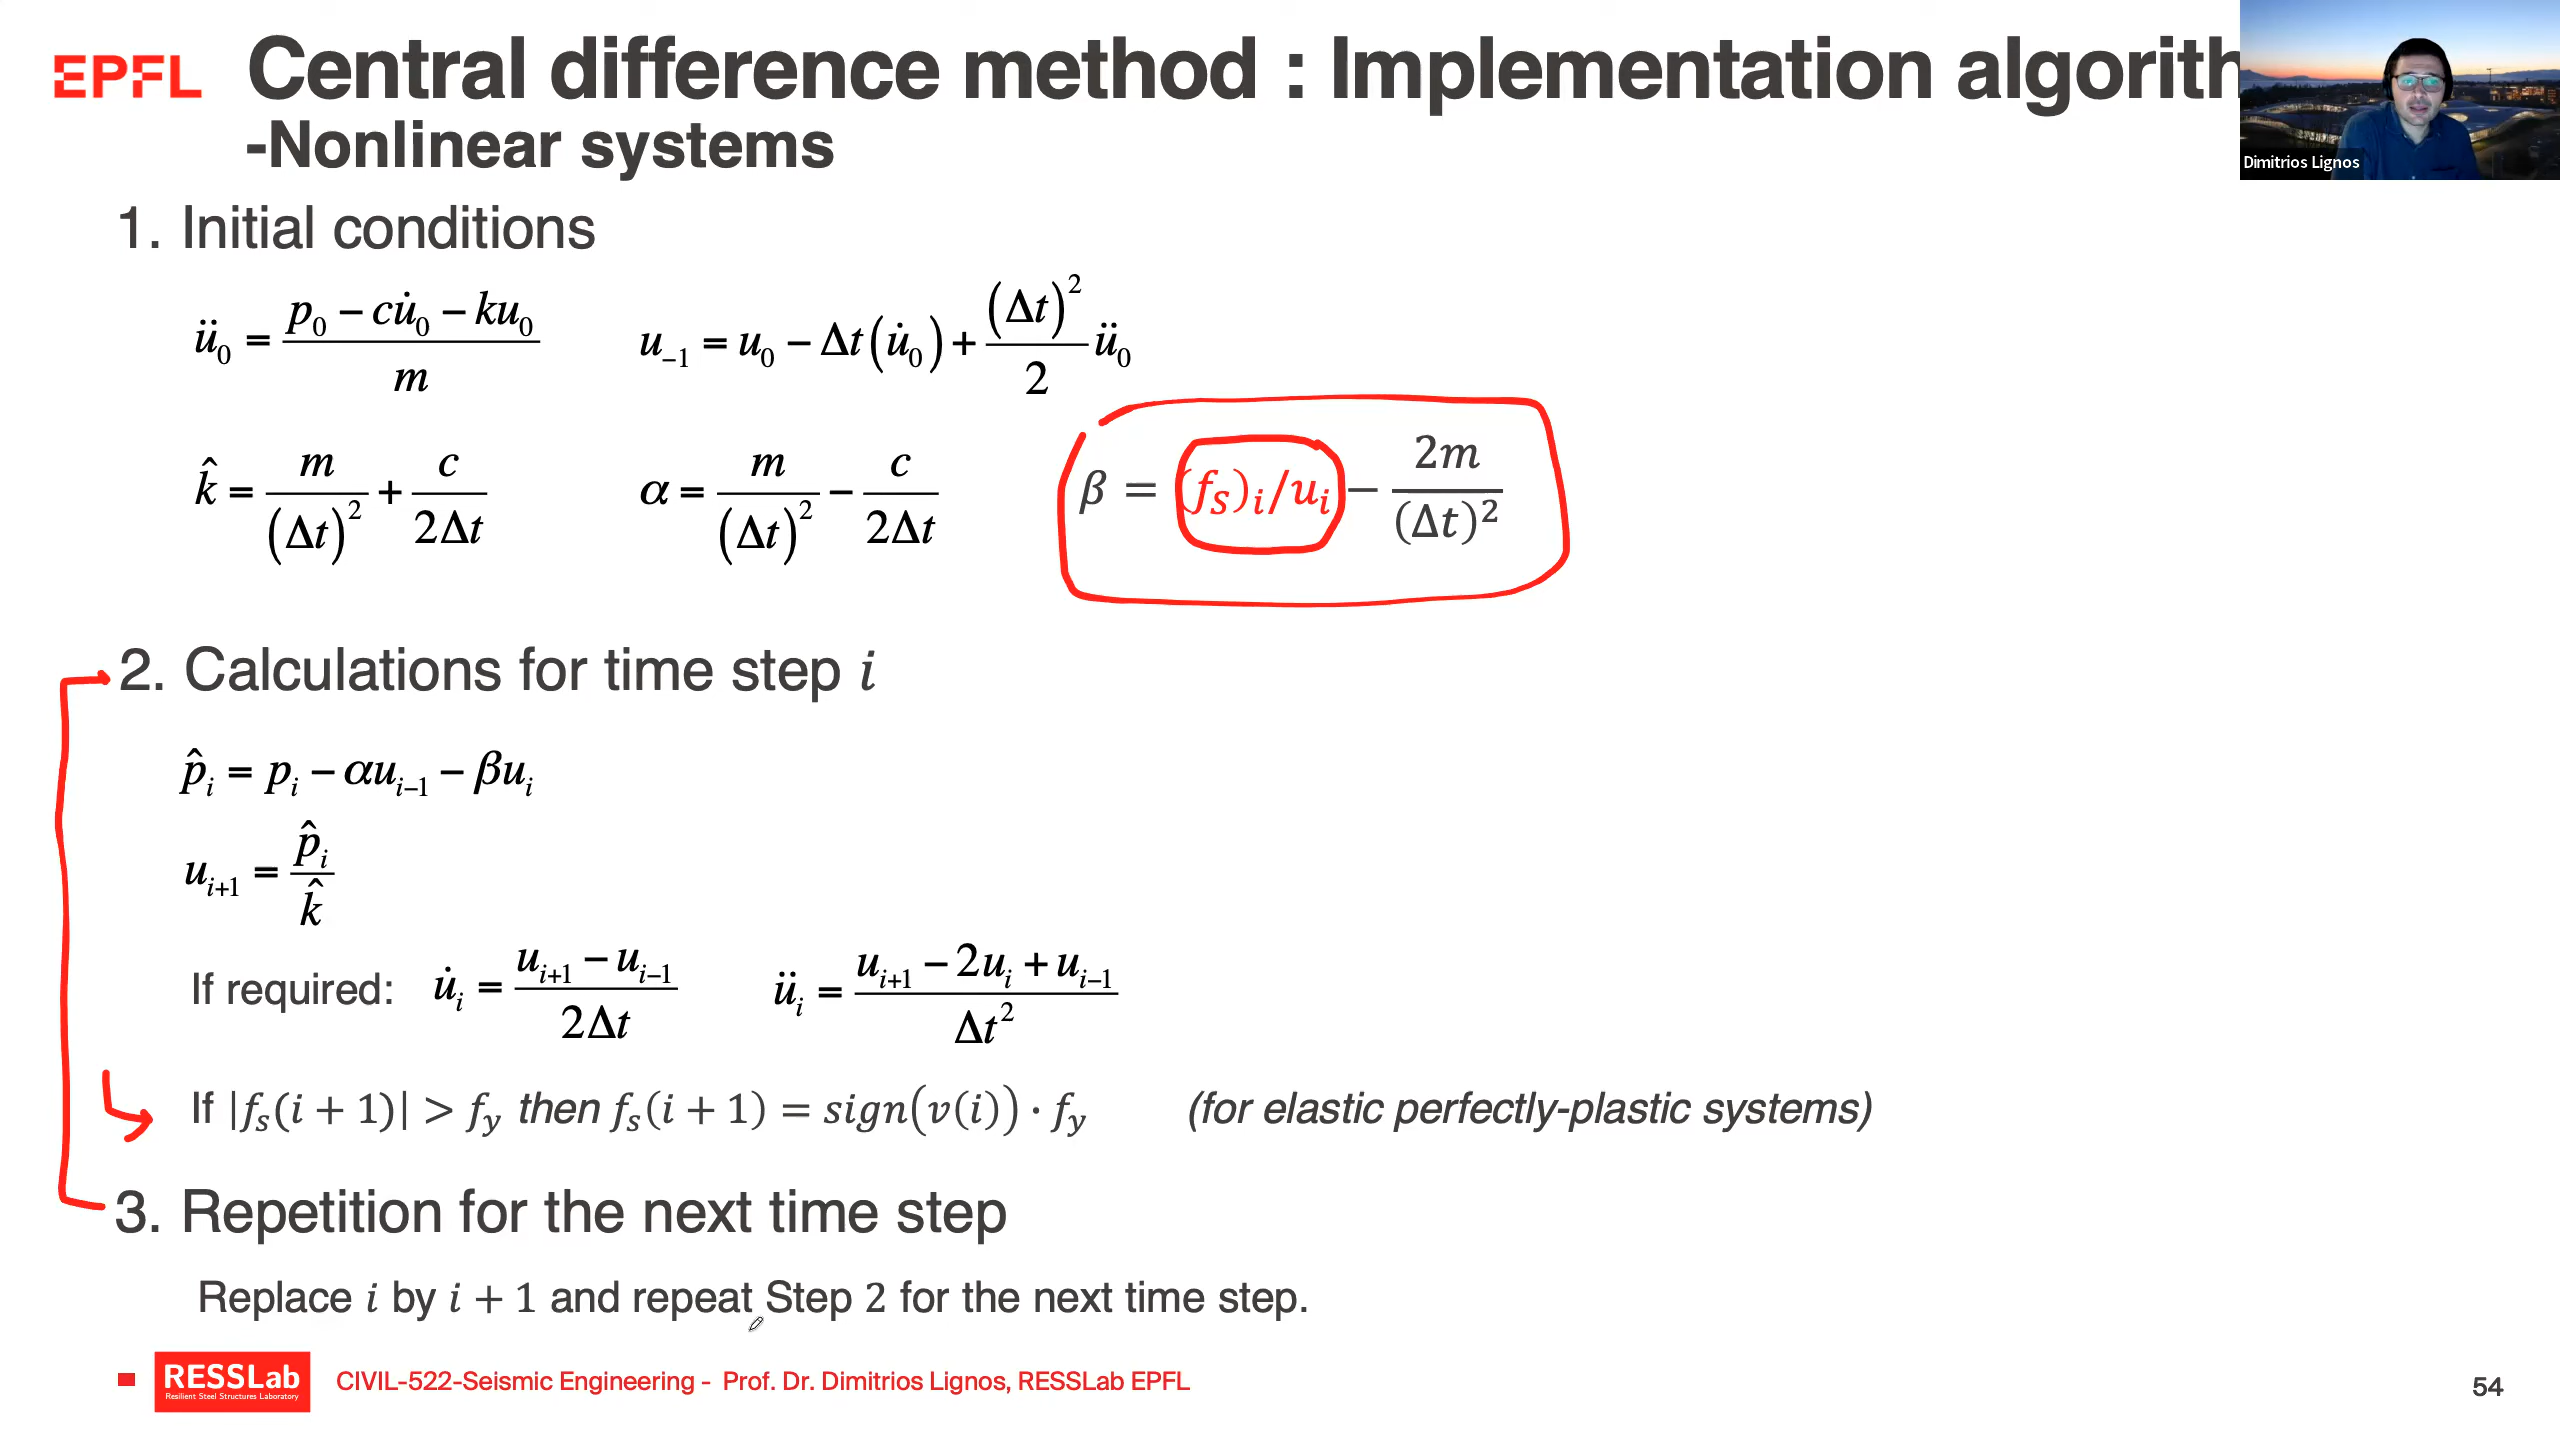 EPFL Central difference method : Implementation algorith
-Nonlinear systems
Dimitrios Lignos
1. Initial conditions
ü₀ = (p₀ − cu̇₀ − ku₀) / m    u₋₁ = u₀ − Δt(u̇₀) + (Δt)²/2 ü₀
k̂ = m/(Δt)² + c/2Δt    α = m/(Δt)² − c/2Δt    β = (f_S)_i/u_i − 2m/(Δt)²
2. Calculations for time step i
p̂_i = p_i − αu_{i−1} − βu_i
u_{i+1} = p̂_i / k̂
If required: u̇_i = (u_{i+1} − u_{i−1}) / 2Δt    ü_i = (u_{i+1} − 2u_i + u_{i−1}) / Δt²
If |f_s(i + 1)| > f_y then f_s(i + 1) = sign(v(i)) · f_y (for elastic perfectly-plastic systems)
3. Repetition for the next time step
Replace i by i + 1 and repeat Step 2 for the next time step.
RESSLab
Resilient Steel Structures Laboratory
CIVIL-522-Seismic Engineering - Prof. Dr. Dimitrios Lignos, RESSLab EPFL
54